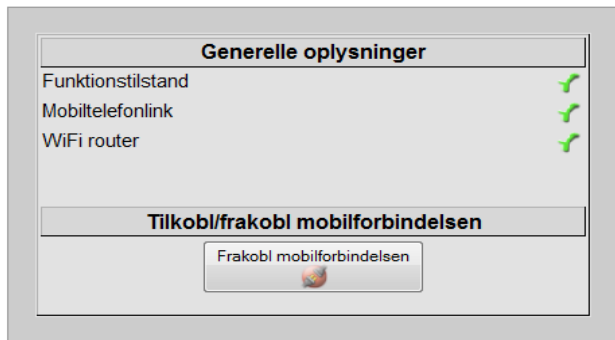 Generelle oplysninger
Funktionstilstand
Mobiltelefonlink
WiFi router
Tilkobl/frakobl mobilforbindelsen
Frakobl mobilforbindelsen